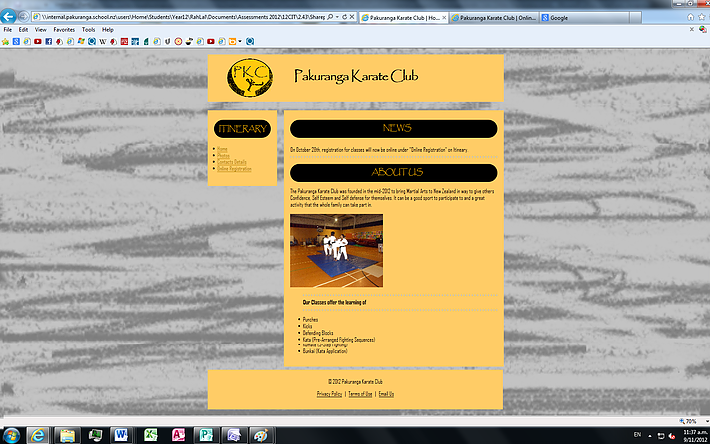 \\internal.pakuranga.school.nz\users\Home\Students\Year12\RahLal\Documents\Assessments 2012\12CIT\2.43\Sharep
Pakuranga Karate Club | Ho...
Pakuranga Karate Club | Onlin...
Google
File Edit View Favorites Tools Help
P.K.C.
Pakuranga Karate Club
ITINERARY
Home
Photos
Contacts Details
Online Registration
NEWS
On October 20th, registration for classes will now be online under "Online Registration" on Itinerary.
ABOUT US
The Pakuranga Karate Club was founded in the mid-2012 to bring Martial Arts to New Zealand in way to give others
Confidence, Self Esteem and Self defense for themselves. It can be a good sport to participate to and a great
activity that the whole family can take part in.
Our Classes offer the learning of
Punches
Kicks
Defending Blocks
Kata (Pre-Arranged Fighting Sequences)
Bunkai (Kata Application)
© 2012 Pakuranga Karate Club
Privacy Policy | Terms of Use | Email Us
70%
EN
11:37 a.m.
9/11/2012